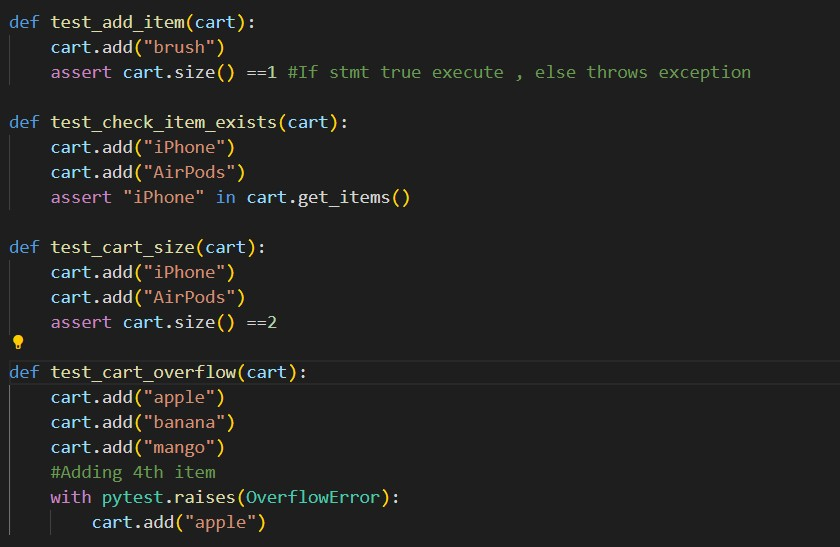 def test_add_item(cart):
    cart.add("brush")
    assert cart.size() ==1 #If stmt true execute , else throws exception

def test_check_item_exists(cart):
    cart.add("iPhone")
    cart.add("AirPods")
    assert "iPhone" in cart.get_items()

def test_cart_size(cart):
    cart.add("iPhone")
    cart.add("AirPods")
    assert cart.size() ==2

def test_cart_overflow(cart):
    cart.add("apple")
    cart.add("banana")
    cart.add("mango")
    #Adding 4th item
    with pytest.raises(OverflowError):
        cart.add("apple")